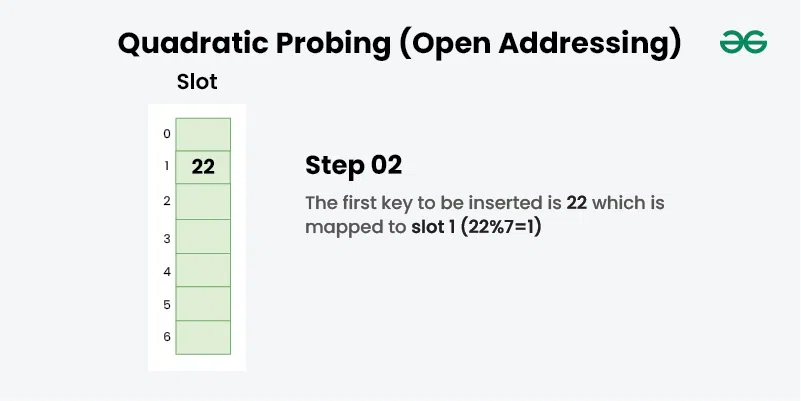 Quadratic Probing (Open Addressing)
Slot
0
1
22
2
3
4
5
6
Step 02
The first key to be inserted is 22 which is
mapped to slot 1 (22%7=1)